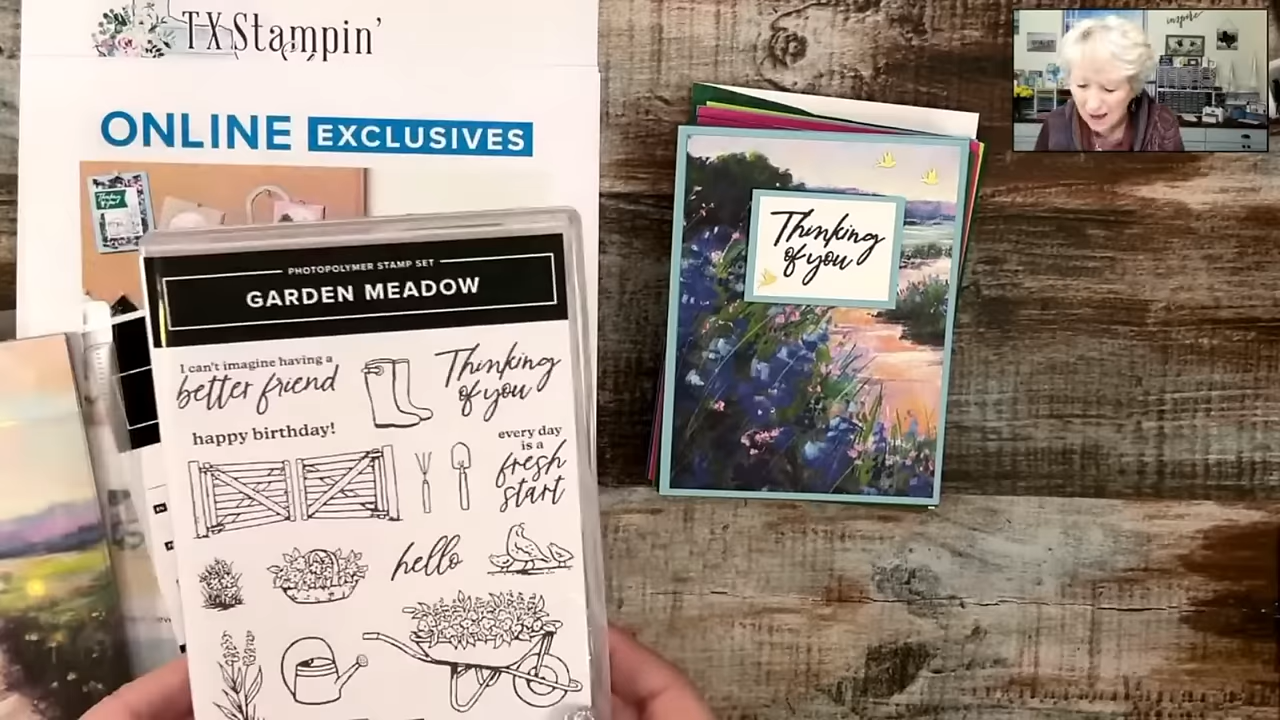 TX Stampin'
ONLINE EXCLUSIVES
PHOTOPOLYMER STAMP SET
GARDEN MEADOW
I can't imagine having a
better friend
Thinking
of you
happy birthday!
every day
is a
fresh
start
hello
Thinking
of you
inspire